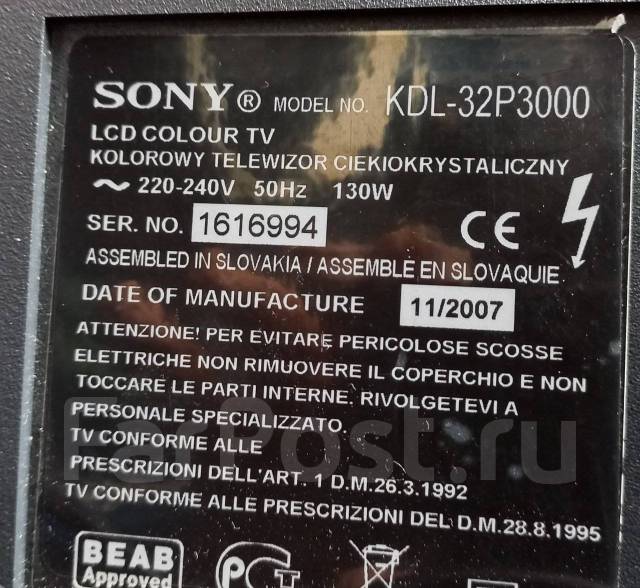 SONY® MODEL NO. KDL-32P3000
LCD COLOUR TV
KOLOROWY TELEWIZOR CIEKIOKRYSTALICZNY
~ 220-240V 50Hz 130W
SER. NO. 1616994 CE
ASSEMBLED IN SLOVAKIA / ASSEMBLE EN SLOVAQUIE
DATE OF MANUFACTURE 11/2007
ATTENZIONE! PER EVITARE PERICOLOSE SCOSSE
ELETTRICHE NON RIMUOVERE IL COPERCHIO E NON
TOCCARE LE PARTI INTERNE. RIVOLGETEVI A
PERSONALE SPECIALIZZATO.
TV CONFORME ALLE
PRESCRIZIONI DELL'ART. 1 D.M.26.3.1992
TV CONFORME ALLE PRESCRIZIONI DEL D.M.28.8.1995
BEAB
Approved
FarPost.ru